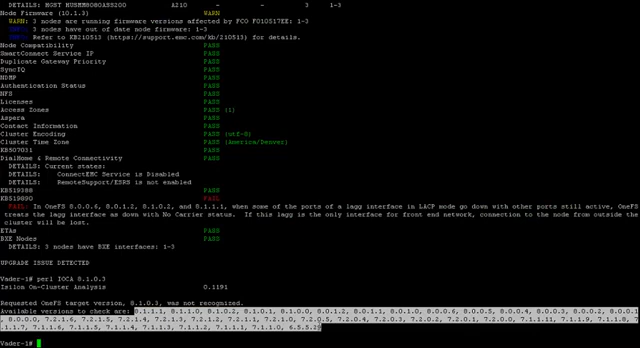 DETAILS: HGST HUSMM8080ASS200 A210 - - 3 1-3
Node Firmware (10.1.3) WARN
WARN: 3 nodes are running firmware versions affected by FCO F010517EE: 1-3
3 nodes have out of date node firmware: 1-3
Refer to KB210513 (https://support.emc.com/kb/210513) for details.
Node Compatibility PASS
SmartConnect Service IP PASS
Duplicate Gateway Priority PASS
SyncIQ PASS
NDMP PASS
Authentication Status PASS
NFS PASS
Licenses PASS
Access Zones PASS (1)
Aspera PASS
Contact Information PASS
Cluster Encoding PASS (utf-8)
Cluster Time Zone PASS (America/Denver)
KB507031 PASS
DialHome & Remote Connectivity PASS
DETAILS: Current states:
DETAILS: ConnectEMC Service is Disabled
DETAILS: RemoteSupport/ESRS is not enabled
KB519388 PASS
KB519890 FAIL
FAIL: In OneFS 8.0.0.6, 8.0.1.2, 8.1.0.2, and 8.1.1.1, when some of the ports of a lagg interface in LACP mode go down with other ports still active, OneFS
treats the lagg interface as down with No Carrier status. If this lagg is the only interface for front end network, connection to the node from outside the
cluster will be lost.
ETAs PASS
BXE Nodes PASS
DETAILS: 3 nodes have BXE interfaces: 1-3
UPGRADE ISSUE DETECTED
Vader-1# perl IOCA 8.1.0.3
Isilon On-Cluster Analysis 0.1191
Requested OneFS target version, 8.1.0.3, was not recognized.
Available versions to check are: 8.1.1.1, 8.1.1.0, 8.1.0.2, 8.1.0.1, 8.1.0.0, 8.0.1.2, 8.0.1.1, 8.0.1.0, 8.0.0.6, 8.0.0.5, 8.0.0.4, 8.0.0.3, 8.0.0.2, 8.0.0.1
, 8.0.0.0, 7.2.1.6, 7.2.1.5, 7.2.1.4, 7.2.1.3, 7.2.1.2, 7.2.1.1, 7.2.1.0, 7.2.0.5, 7.2.0.4, 7.2.0.3, 7.2.0.2, 7.2.0.1, 7.2.0.0, 7.1.1.11, 7.1.1.9, 7.1.1.8, 7
.1.1.7, 7.1.1.6, 7.1.1.5, 7.1.1.4, 7.1.1.3, 7.1.1.2, 7.1.1.1, 7.1.1.0, 6.5.5.29
Vader-1#